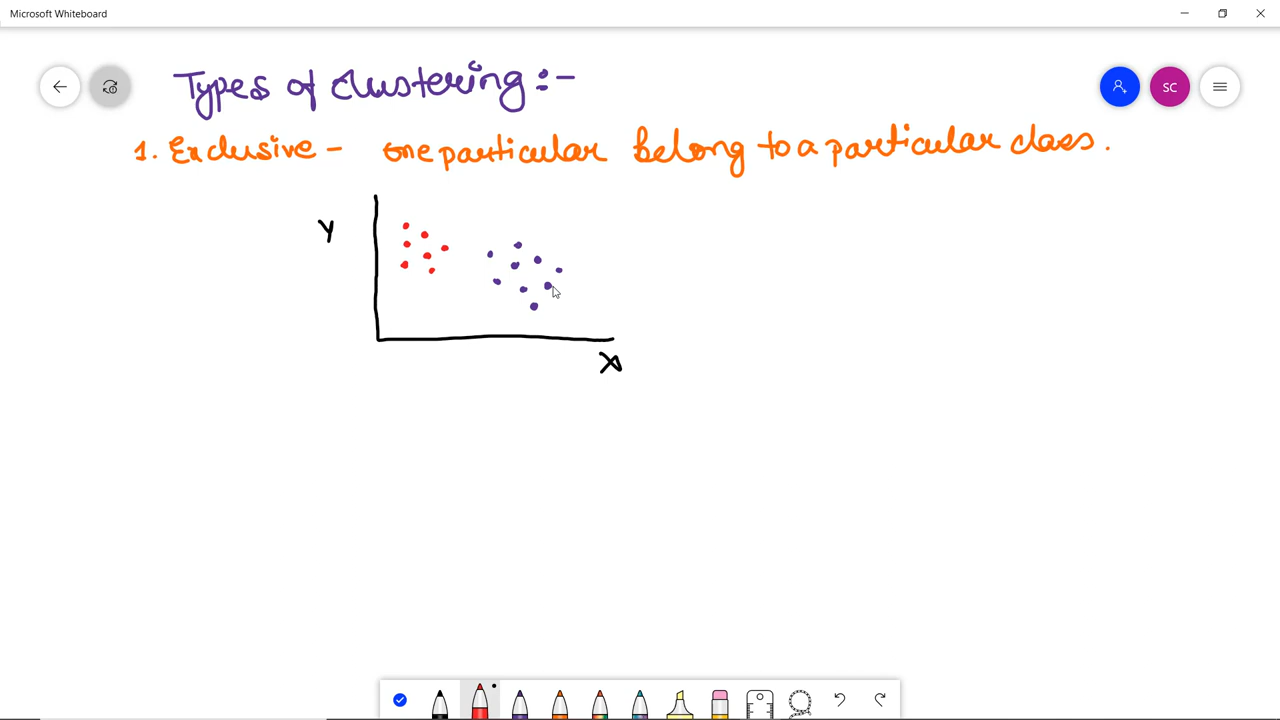 Microsoft Whiteboard
Types of clustering :-
SC
1. Exclusive - one particular belong to a particular class.
Y
X